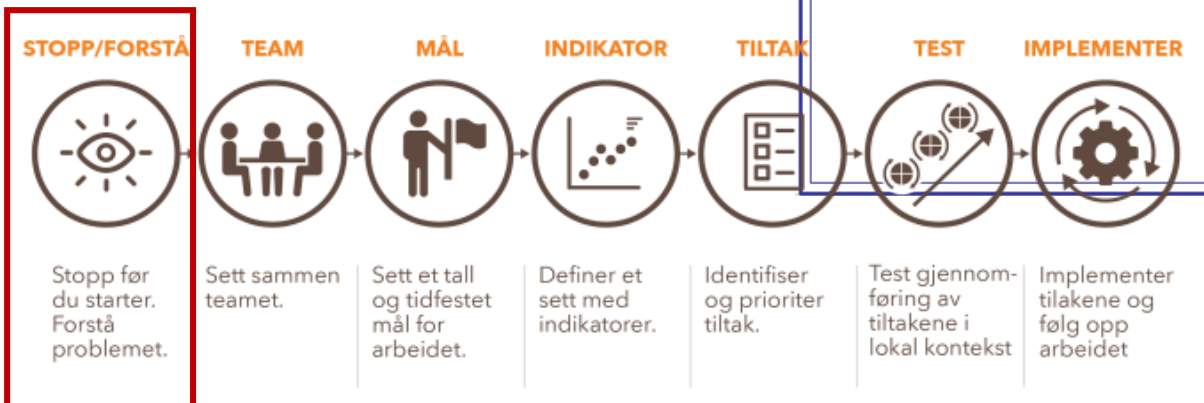 STOPP/FORSTÅ
TEAM
MÅL
INDIKATOR
TILTAK
TEST
IMPLEMENTER
Stopp før
du starter.
Forstå
problemet.
Sett sammen
teamet.
Sett et tall
og tidfestet
mål for
arbeidet.
Definer et
sett med
indikatorer.
Identifiser
og prioriter
tiltak.
Test gjennom-
føring av
tiltakene i
lokal kontekst
Implementer
tilakene og
følg opp
arbeidet